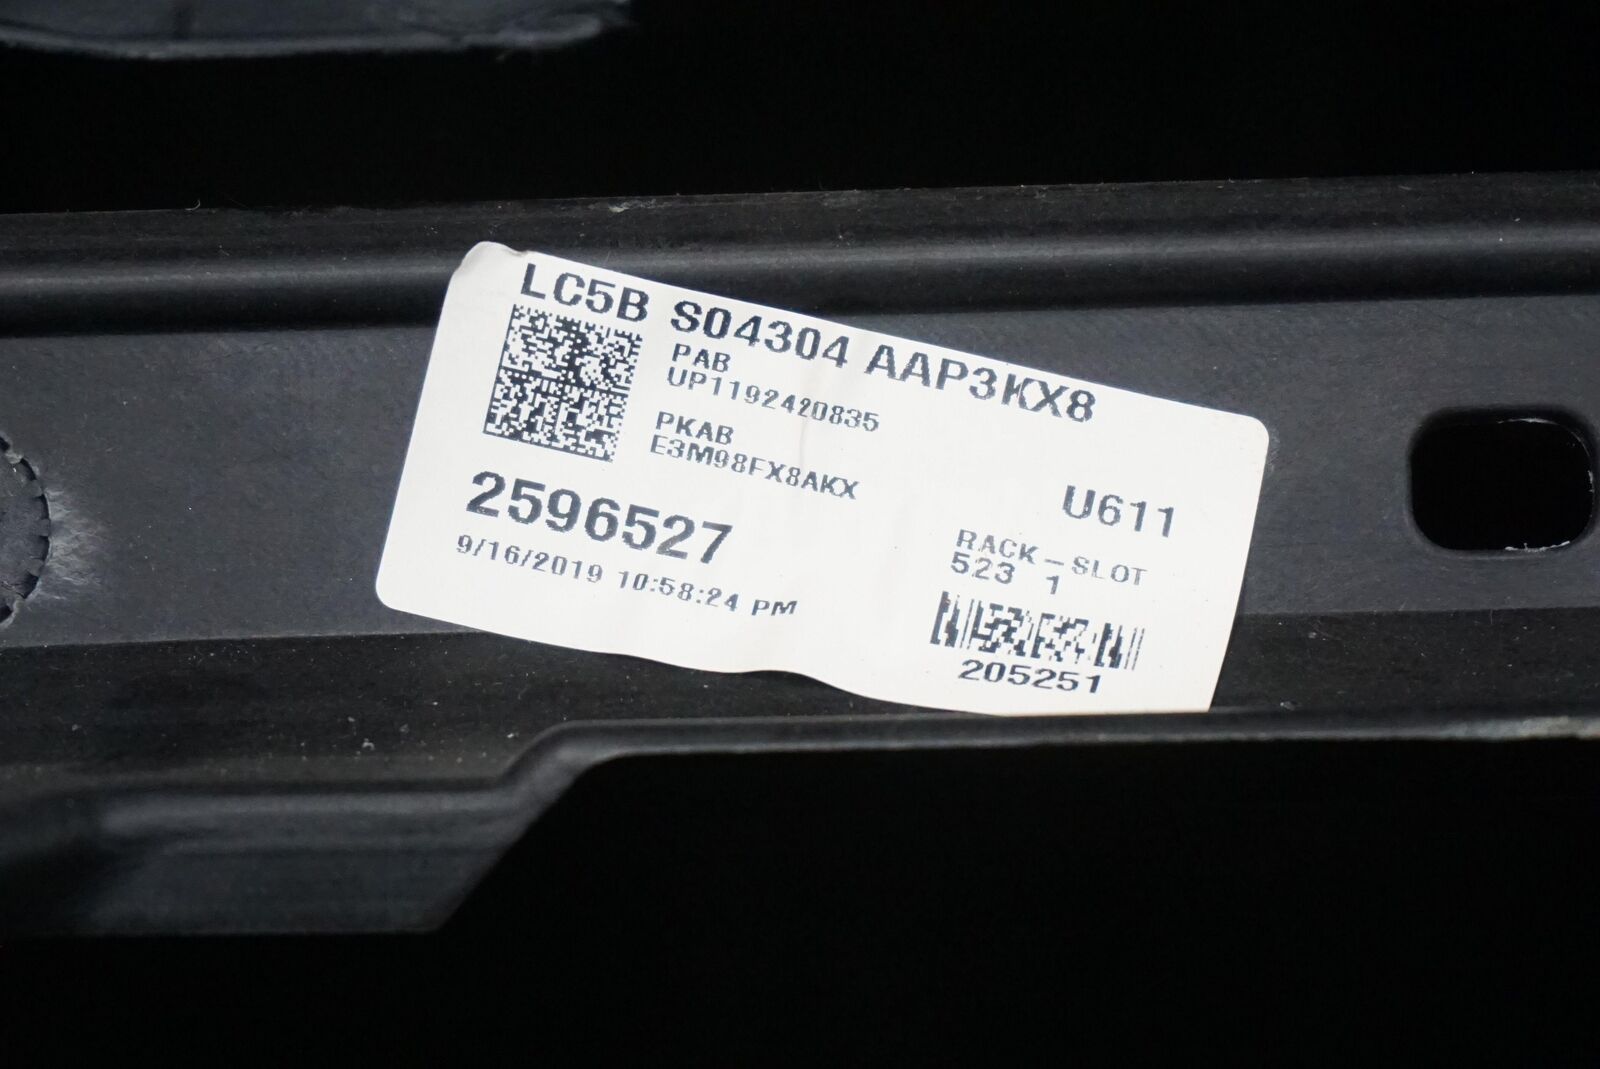 LC5B S04304 AAP3KX8
PAB
UP1192420835
PKAB
E3M98FX8AKX
2596527
U611
9/16/2019 10:58:24 PM
RACK-SLOT
523 1
205251